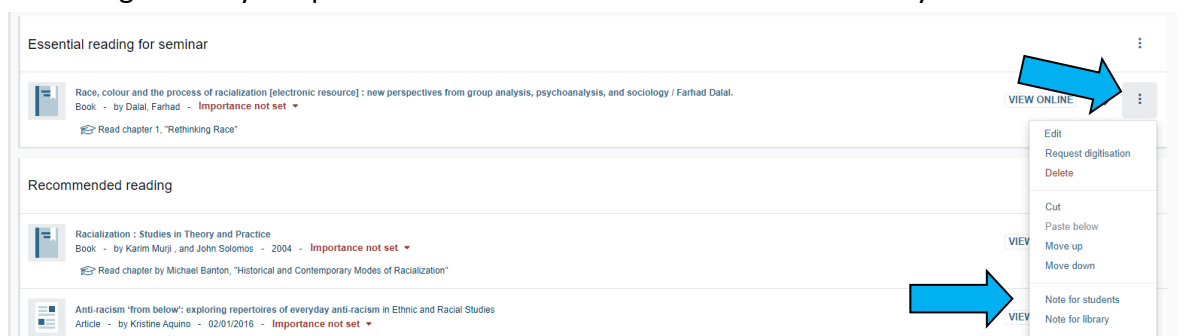 Essential reading for seminar
Race, colour and the process of racialization [electronic resource] : new perspectives from group analysis, psychoanalysis, and sociology / Farhad Dalal.
Book - by Dalal, Farhad - Importance not set
VIEW ONLINE
Read chapter 1, "Rethinking Race"
Edit
Request digitisation
Delete
Recommended reading
Cut
Paste below
Move up
Move down
Racialization : Studies in Theory and Practice
Book - by Karim Murji , and John Solomos - 2004 - Importance not set
VIEW
Read chapter by Michael Banton, "Historical and Contemporary Modes of Racialization"
Note for students
Note for library
Anti-racism ‘from below’: exploring repertoires of everyday anti-racism in Ethnic and Racial Studies
Article - by Kristine Aquino - 02/01/2016 - Importance not set
VIEW